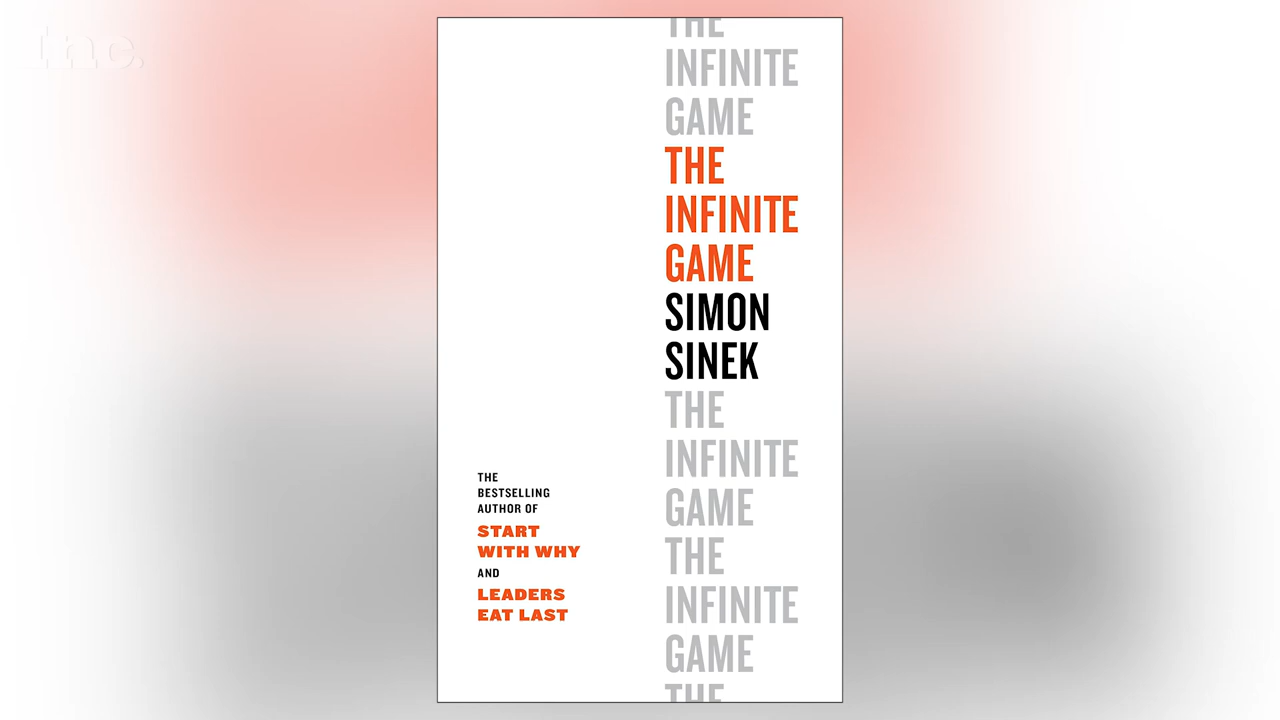 Inc.
THE
INFINITE
GAME
THE
INFINITE
GAME
SIMON
SINEK
THE
INFINITE
GAME
THE
INFINITE
GAME
THE
THE
BESTSELLING
AUTHOR OF
START
WITH WHY
AND
LEADERS
EAT LAST